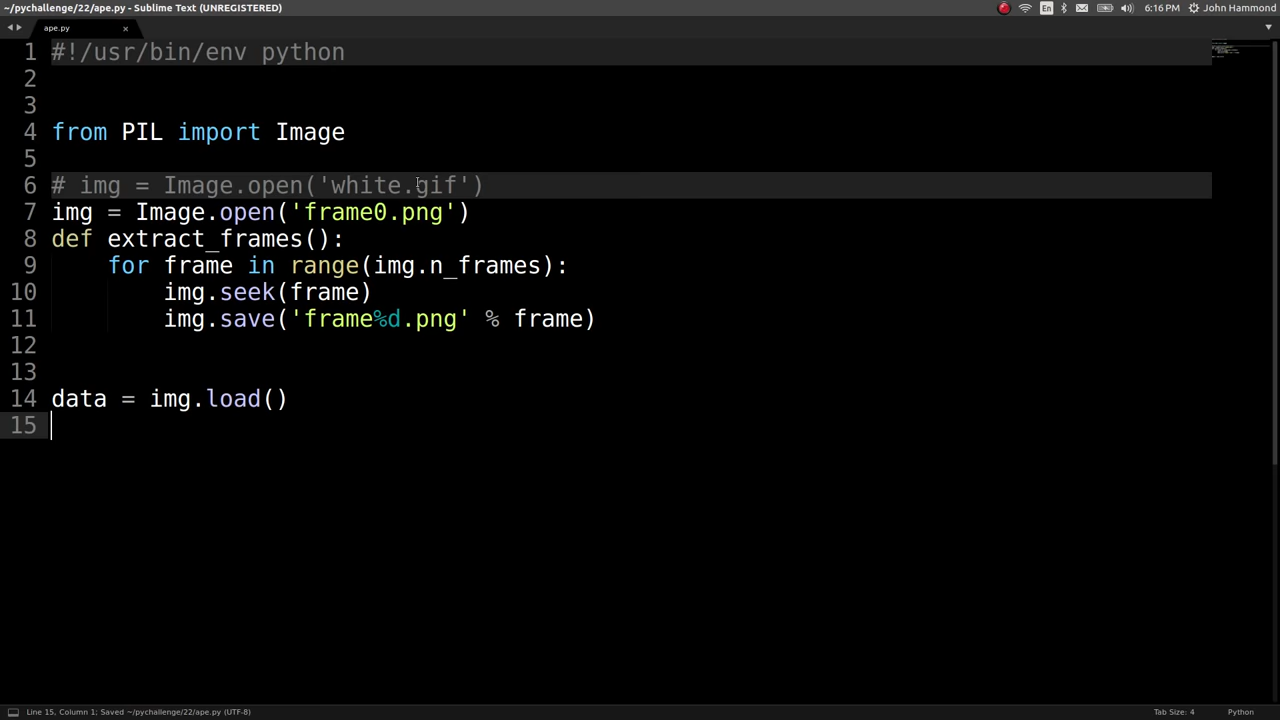 ~/pychallenge/22/ape.py - Sublime Text (UNREGISTERED)
En
6:16 PM
John Hammond
ape.py
1 #!/usr/bin/env python
2
3
4 from PIL import Image
5
6 # img = Image.open('white.gif')
7 img = Image.open('frame0.png')
8 def extract_frames():
9     for frame in range(img.n_frames):
10         img.seek(frame)
11         img.save('frame%d.png' % frame)
12
13
14 data = img.load()
15
Line 15, Column 1; Saved ~/pychallenge/22/ape.py (UTF-8)
Tab Size: 4
Python